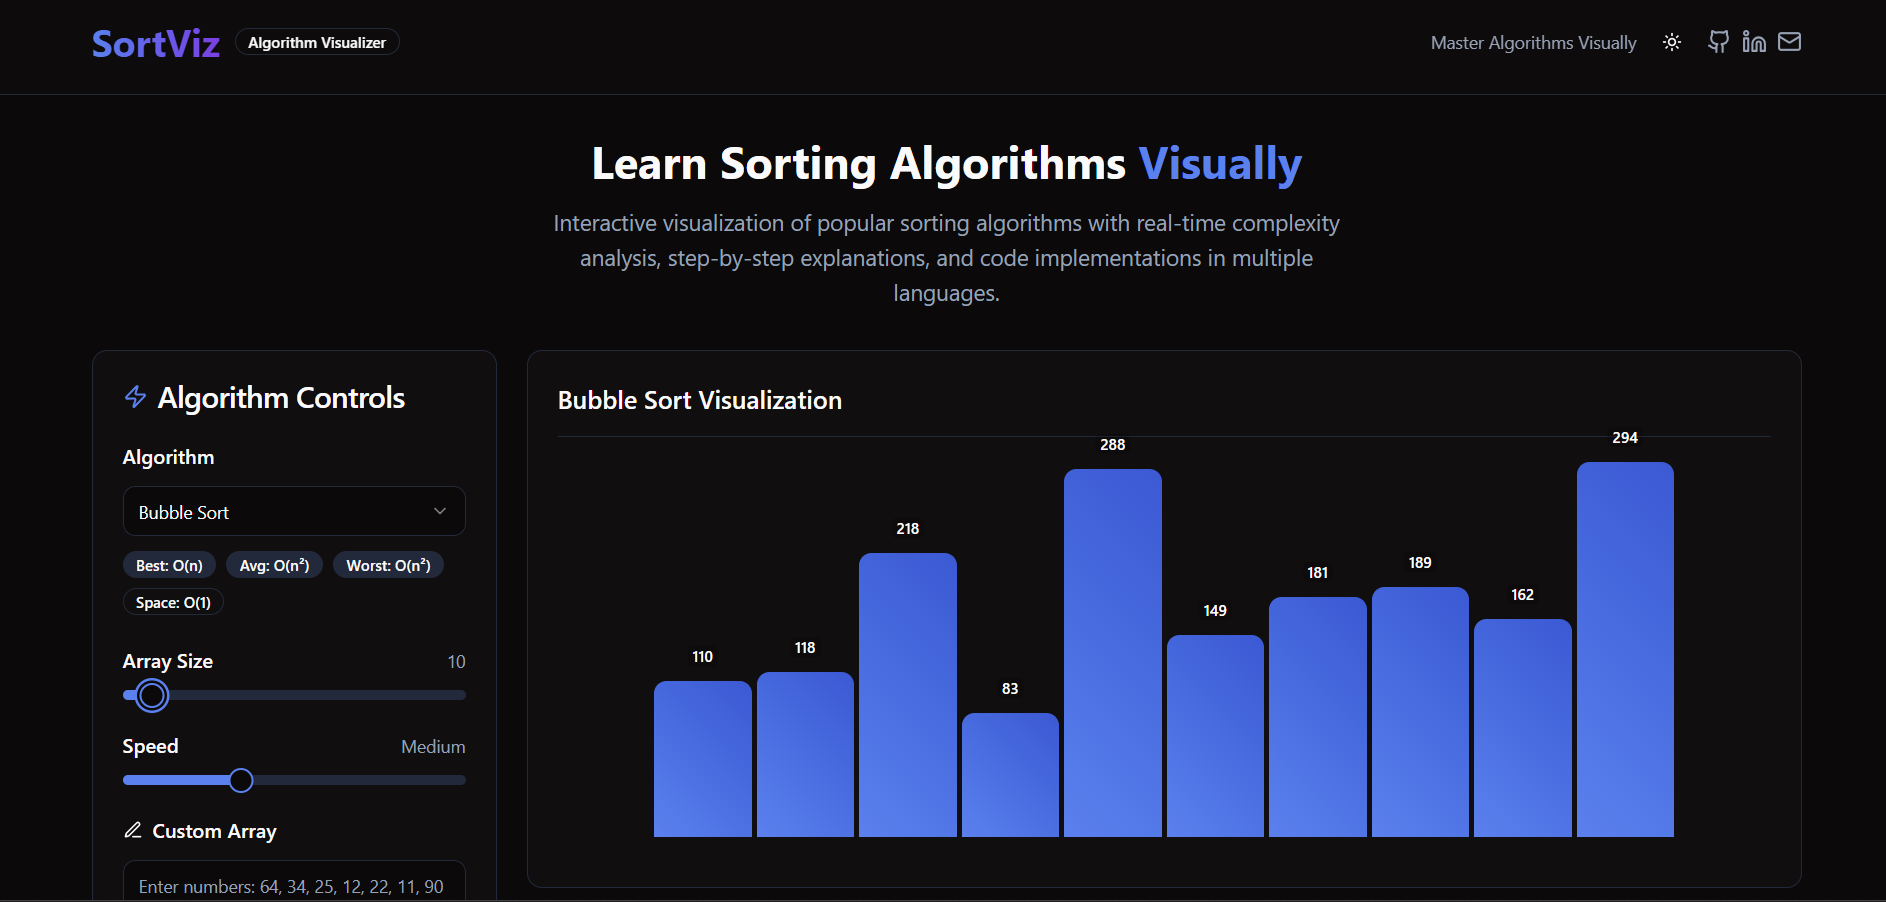 SortViz
Algorithm Visualizer
Master Algorithms Visually
Learn Sorting Algorithms Visually
Interactive visualization of popular sorting algorithms with real-time complexity
analysis, step-by-step explanations, and code implementations in multiple
languages.
Algorithm Controls
Algorithm
Bubble Sort
Best: O(n) Avg: O(n²) Worst: O(n²)
Space: O(1)
Array Size 10
Speed Medium
Custom Array
Enter numbers: 64, 34, 25, 12, 22, 11, 90
Bubble Sort Visualization
110
118
218
83
288
149
181
189
162
294